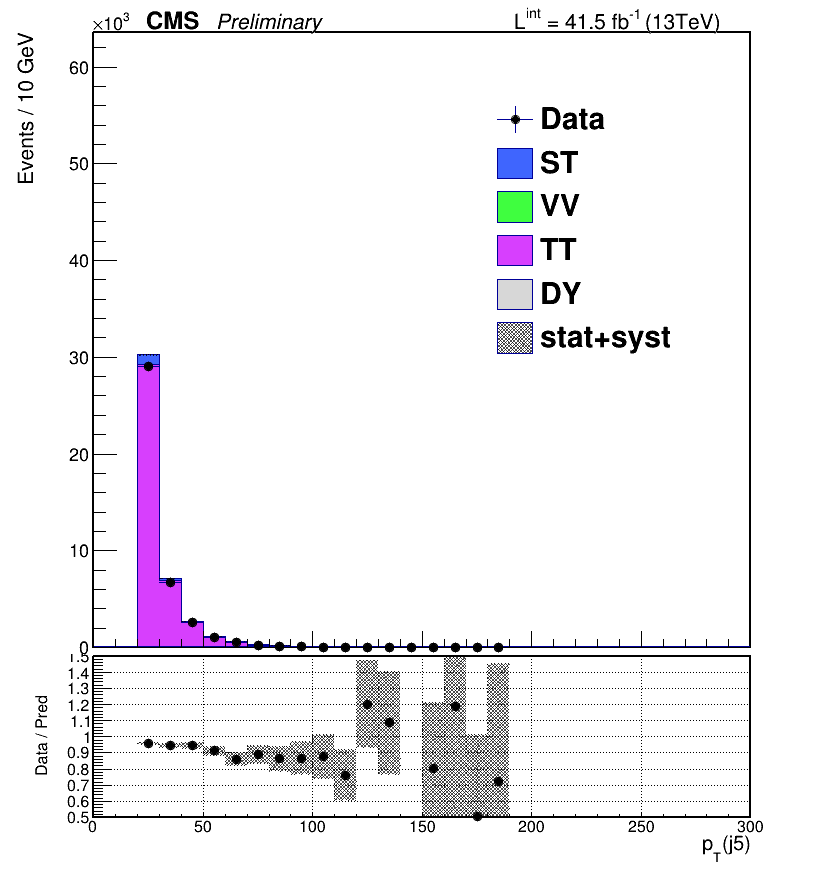 ×10³ CMS Preliminary L^int = 41.5 fb⁻¹ (13TeV)
Events / 10 GeV
60
50
40
30
20
10
0
Data
ST
VV
TT
DY
stat+syst
Data / Pred
1.5
1.4
1.3
1.2
1.1
1
0.9
0.8
0.7
0.6
0.5
0 50 100 150 200 250 300
p_T(j5)